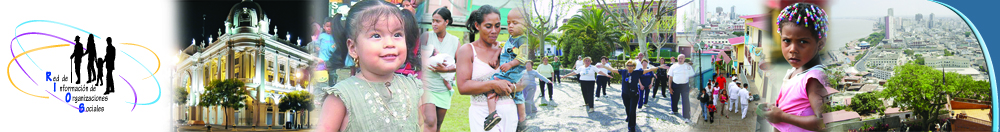 Red de
Información de
Organizaciones
Sociales